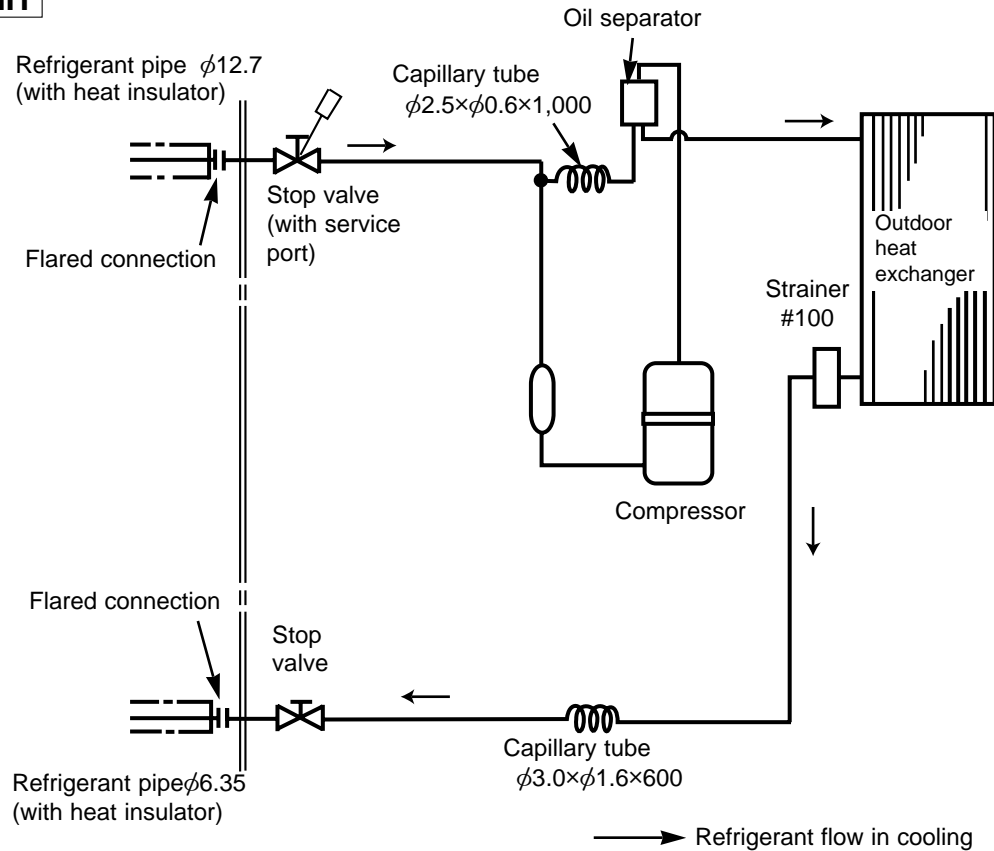 Oil separator
Refrigerant pipe ϕ12.7
(with heat insulator)
Capillary tube
ϕ2.5×ϕ0.6×1,000
Stop valve
(with service
port)
Flared connection
Outdoor
heat
exchanger
Strainer
#100
Compressor
Flared connection
Stop
valve
Capillary tube
ϕ3.0×ϕ1.6×600
Refrigerant pipeϕ6.35
(with heat insulator)
Refrigerant flow in cooling